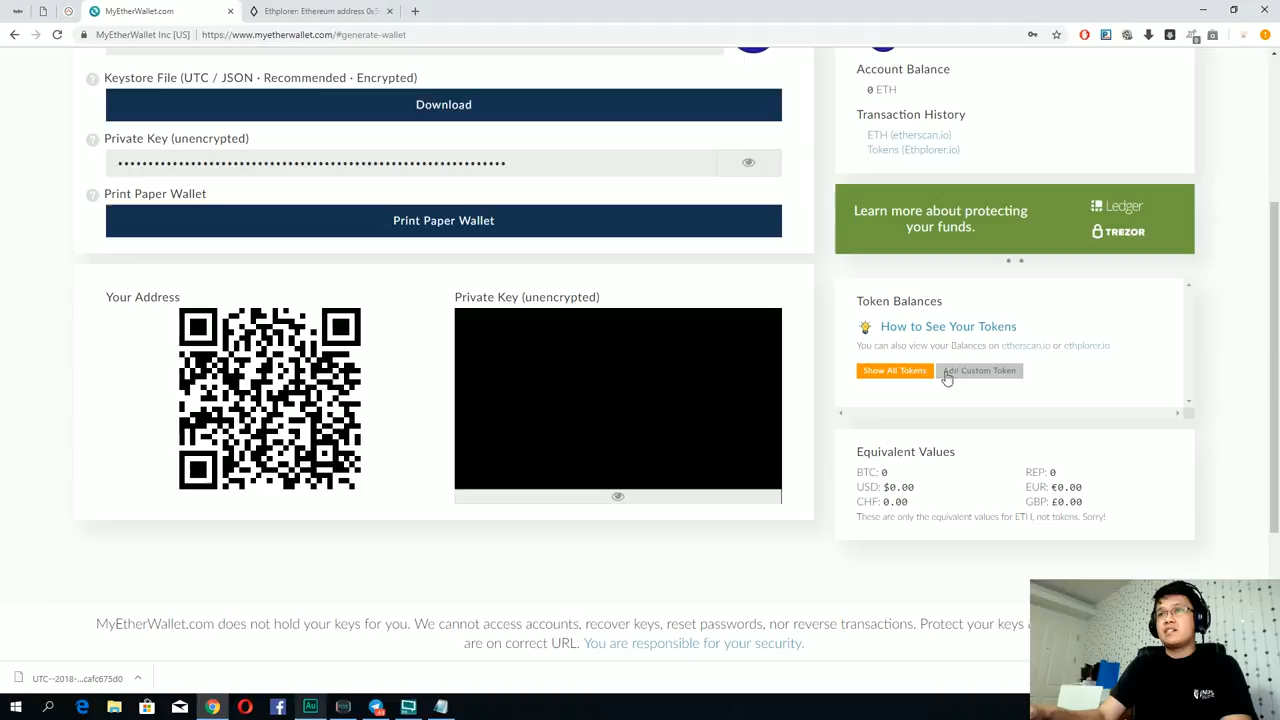 MyEtherWallet.com
Ethplorer: Ethereum address 0x5
MyEtherWallet Inc [US]
https://www.myetherwallet.com/#generate-wallet
Keystore File (UTC / JSON · Recommended · Encrypted)
Download
Private Key (unencrypted)
Print Paper Wallet
Print Paper Wallet
Your Address
Private Key (unencrypted)
Account Balance
0 ETH
Transaction History
ETH (etherscan.io)
Tokens (Ethplorer.io)
Learn more about protecting
your funds.
Ledger
TREZOR
Token Balances
How to See Your Tokens
You can also view your Balances on etherscan.io or ethplorer.io
Show All Tokens
Add Custom Token
Equivalent Values
BTC: 0 REP: 0
USD: $0.00 EUR: €0.00
CHF: 0.00 GBP: £0.00
These are only the equivalent values for ETH, not tokens. Sorry!
MyEtherWallet.com does not hold your keys for you. We cannot access accounts, recover keys, reset passwords, nor reverse transactions. Protect your keys &
are on correct URL. You are responsible for your security.
UTC--2018-...cafc675d0